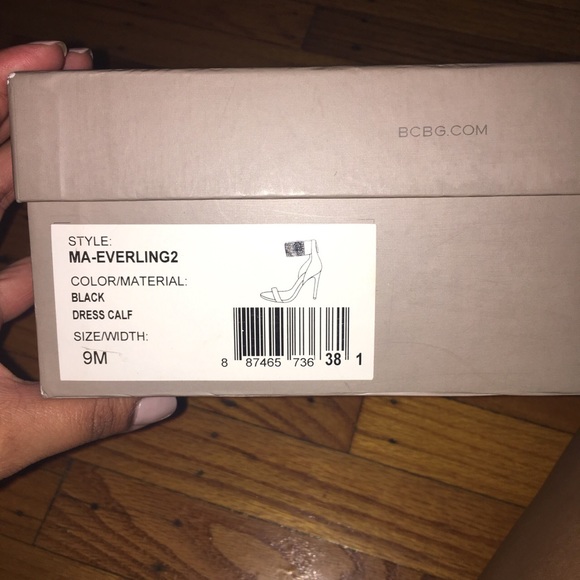 BCBG.COM
STYLE:
MA-EVERLING2
COLOR/MATERIAL:
BLACK
DRESS CALF
SIZE/WIDTH:
9M
8 87465 736 38 1